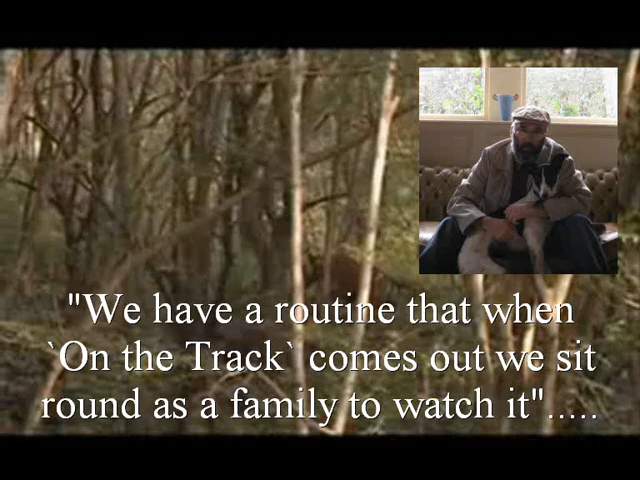 "We have a routine that when
`On the Track` comes out we sit
round as a family to watch it".....